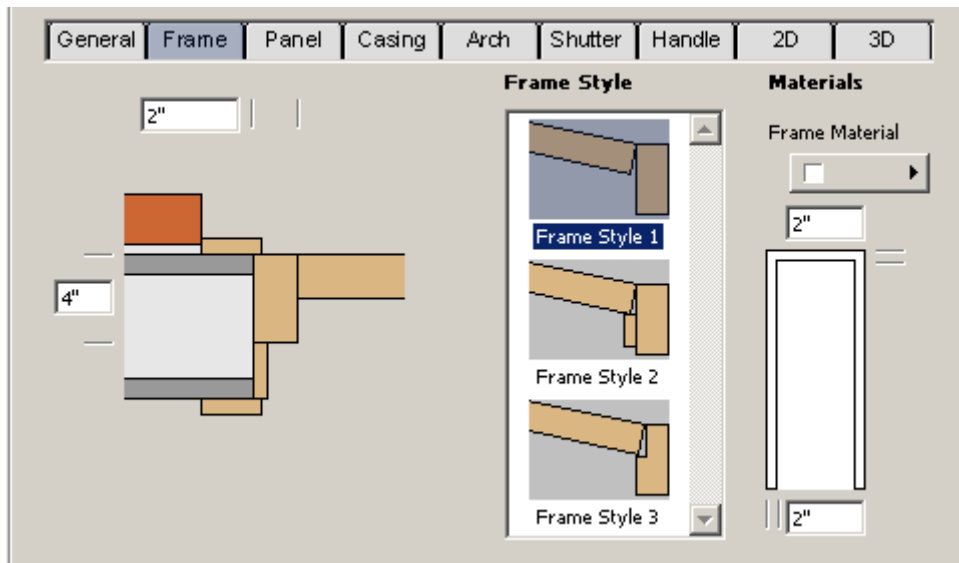 General Frame Panel Casing Arch Shutter Handle 2D 3D
Frame Style
Materials
2"
Frame Material
Frame Style 1
2"
4"
Frame Style 2
Frame Style 3
2"